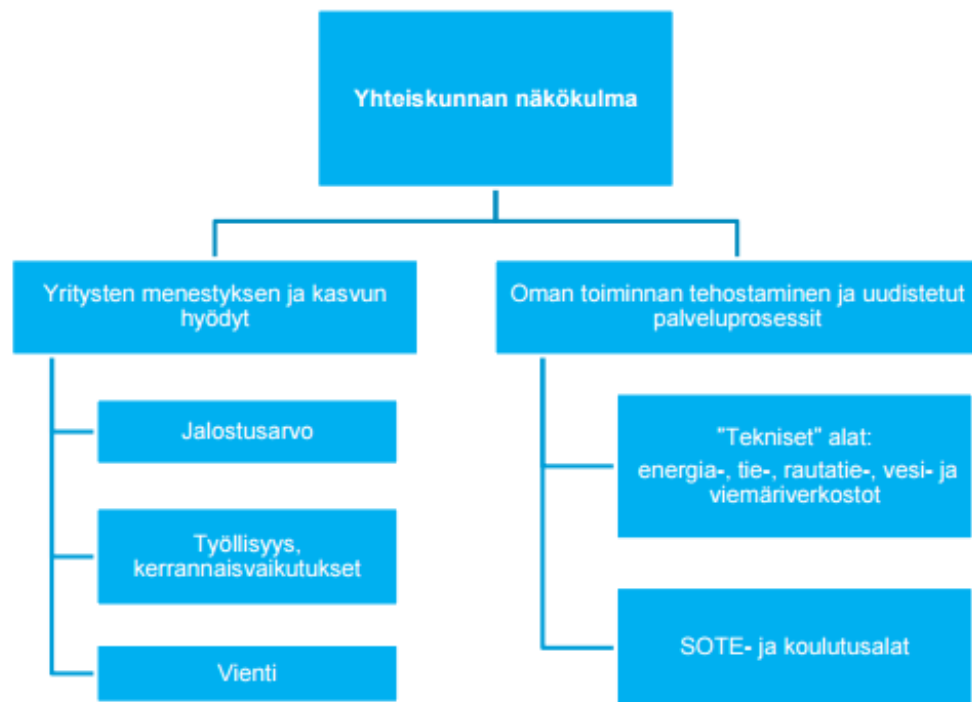 Yhteiskunnan näkökulma
Yritysten menestyksen ja kasvun
hyödyt
Jalostusarvo
Työllisyys,
kerrannaisvaikutukset
Vienti
Oman toiminnan tehostaminen ja uudistetut
palveluprosessit
"Tekniset" alat:
energia-, tie-, rautatie-, vesi- ja
viemäriverkostot
SOTE- ja koulutusalat